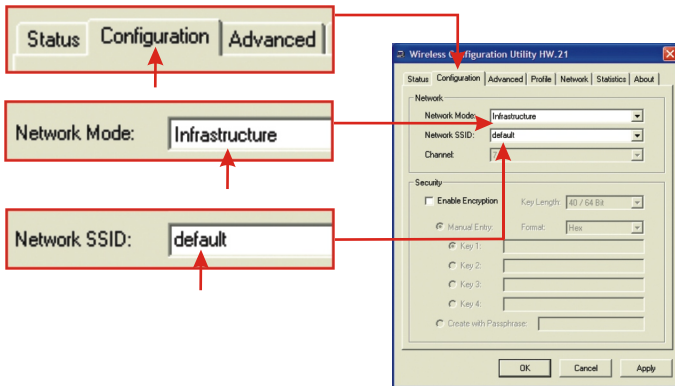 Status Configuration Advanced
Network Mode: Infrastructure
Network SSID: default
Wireless Configuration Utility HW.21
Status Configuration Advanced Profile Network Statistics About
Network
Network Mode: Infrastructure
Network SSID: default
Channel:
Security
Enable Encryption Key Length: 40 / 64 Bit
Manual Entry: Format: Hex
Key 1:
Key 2:
Key 3:
Key 4:
Create with Passphrase:
OK Cancel Apply